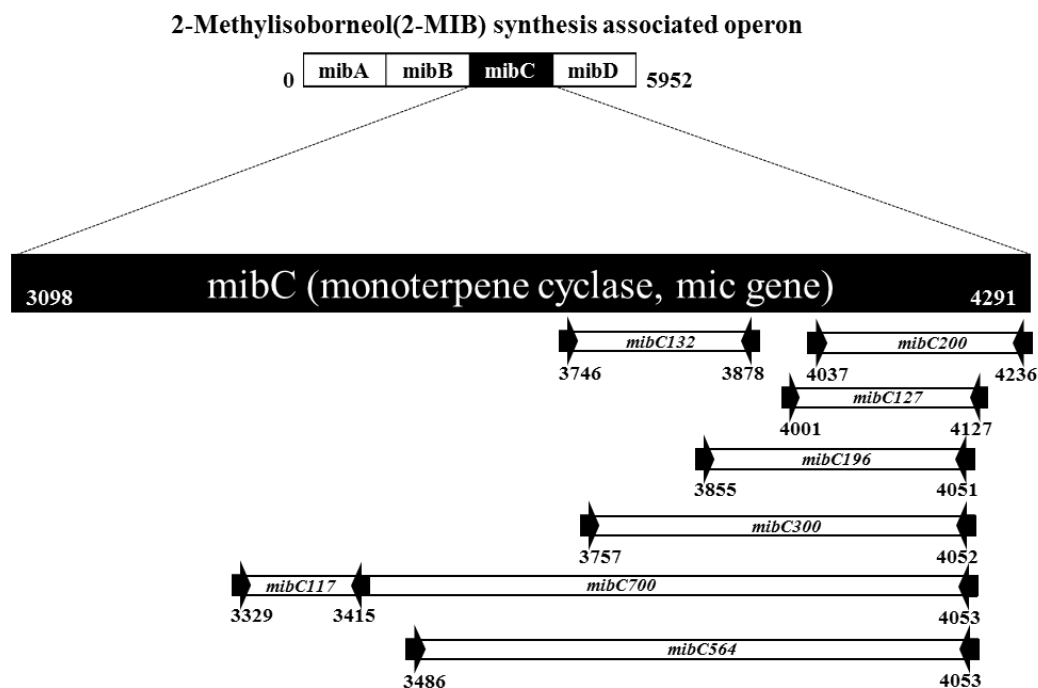 2-Methylisoborneol(2-MIB) synthesis associated operon
0 mibA mibB mibC mibD 5952
3098 mibC (monoterpene cyclase, mic gene) 4291
mibC132 mibC200
3746 3878 4037 4236
mibC127
4001 4127
mibC196
3855 4051
mibC300
3757 4052
mibC117 mibC700
3329 3415 4053
mibC564
3486 4053